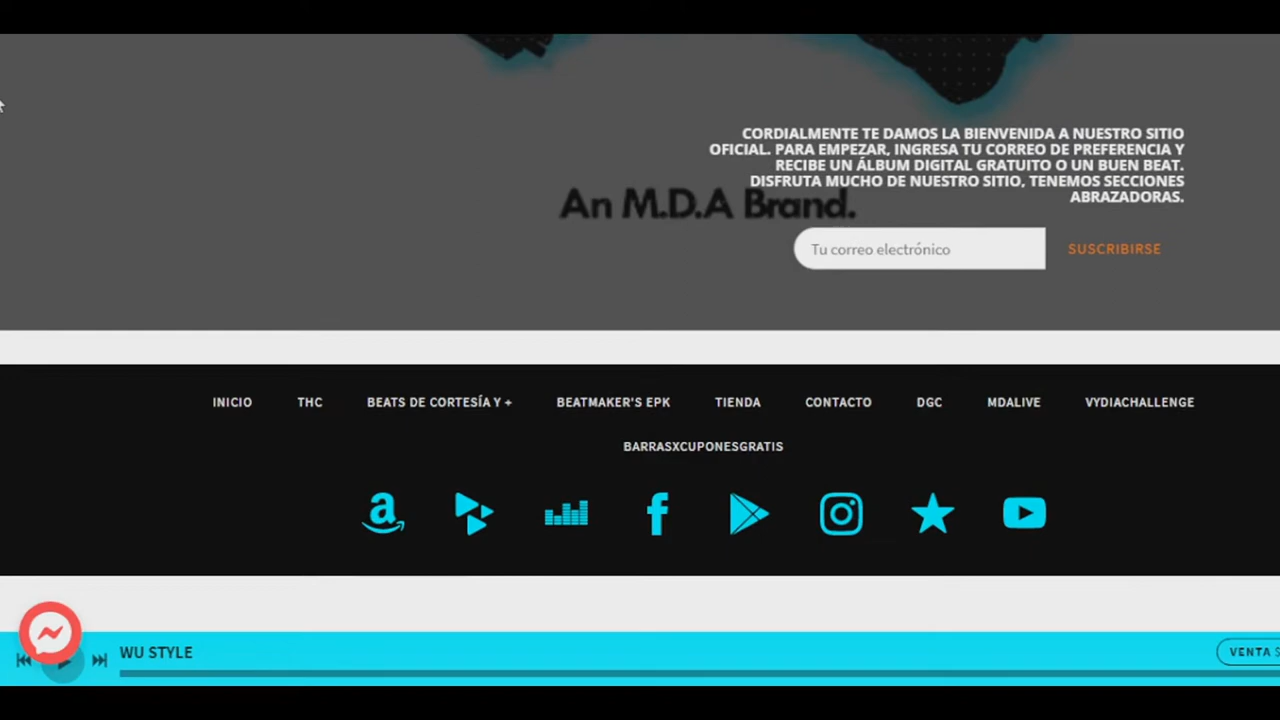 CORDIALMENTE TE DAMOS LA BIENVENIDA A NUESTRO SITIO
OFICIAL. PARA EMPEZAR, INGRESA TU CORREO DE PREFERENCIA Y
RECIBE UN ÁLBUM DIGITAL GRATUITO O UN BUEN BEAT.
DISFRUTA MUCHO DE NUESTRO SITIO, TENEMOS SECCIONES
ABRAZADORAS.
An M.D.A Brand.
Tu correo electrónico SUSCRIBIRSE
INICIO THC BEATS DE CORTESÍA Y + BEATMAKER'S EPK TIENDA CONTACTO DGC MDALIVE VYDIACHALLENGE
BARRASXCUPONESGRATIS
WU STYLE
VENTA